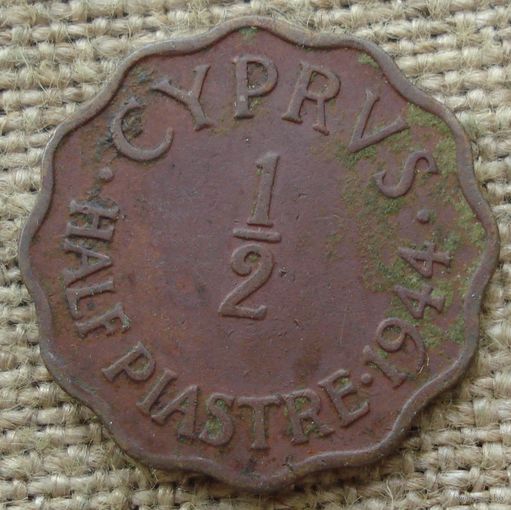 · CYPRVS ·
1/2
HALF PIASTRE · 1944